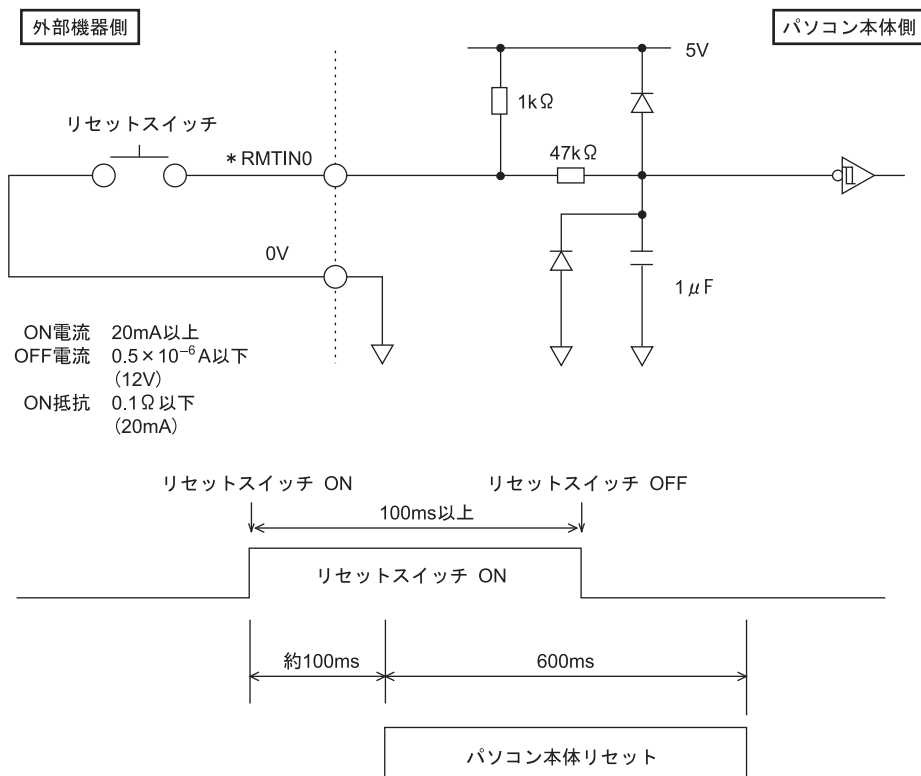 外部機器側
パソコン本体側
5V
1kΩ
リセットスイッチ
＊RMTIN0
47kΩ
0V
1μF
ON電流 20mA以上
OFF電流 0.5×10⁻⁶A以下
(12V)
ON抵抗 0.1Ω以下
(20mA)
リセットスイッチ ON
リセットスイッチ OFF
100ms以上
リセットスイッチ ON
約100ms
600ms
パソコン本体リセット